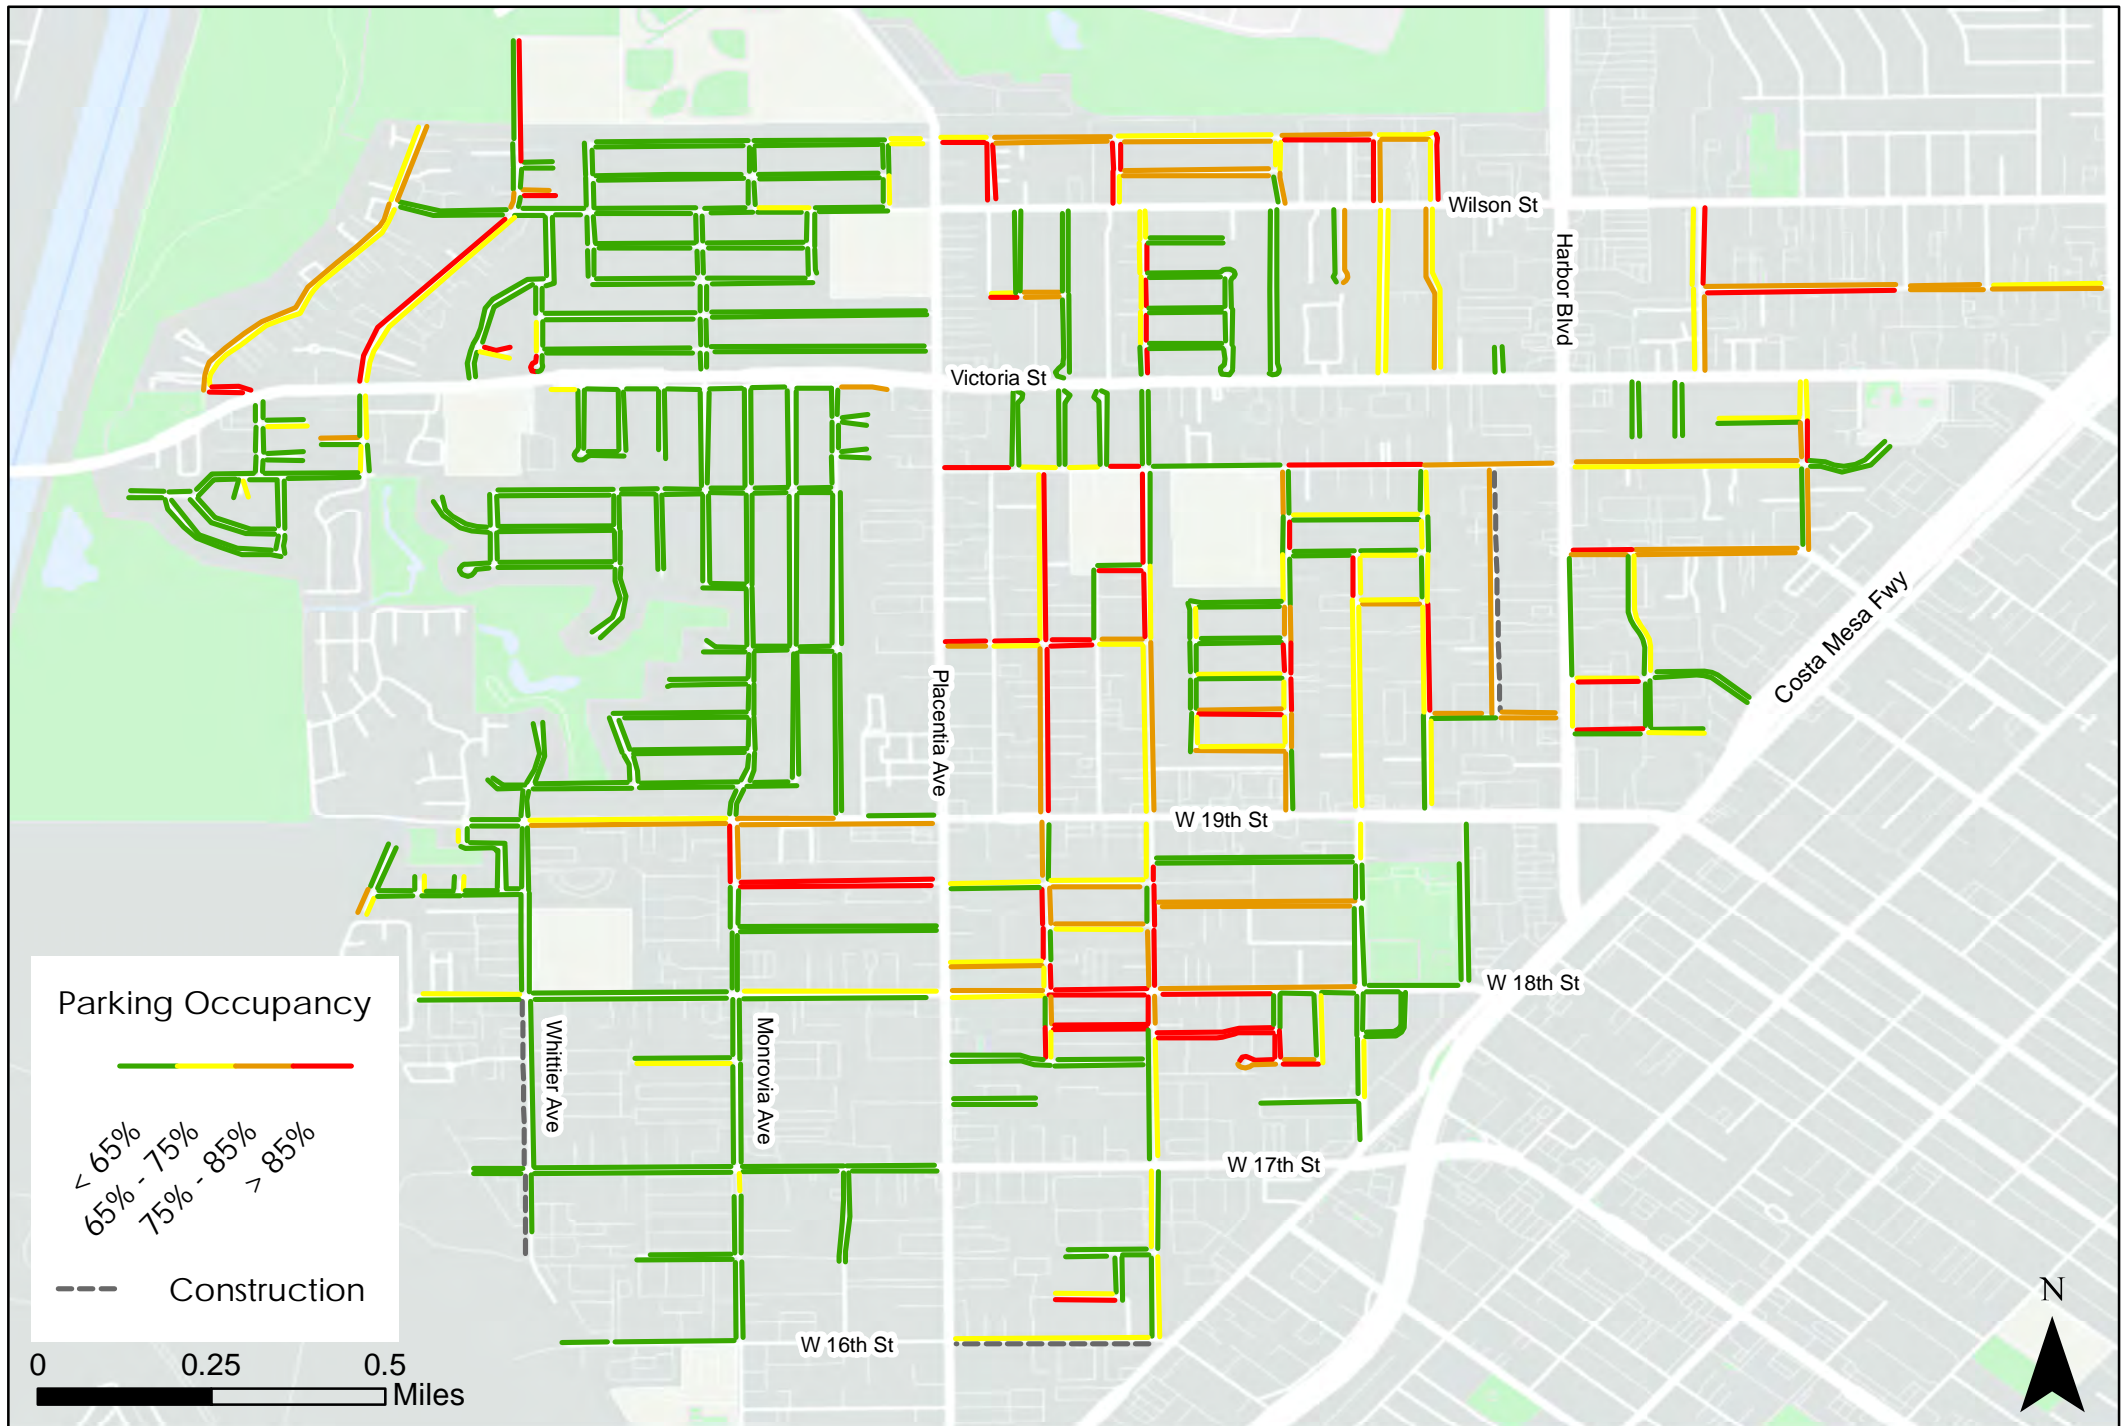 Wilson St
Harbor Blvd
Victoria St
Costa Mesa Fwy
Placentia Ave
W 19th St
W 18th St
Parking Occupancy
< 65%
65% - 75%
75% - 85%
> 85%
Construction
Whittier Ave
Monrovia Ave
W 17th St
W 16th St
N
0 0.25 0.5
Miles